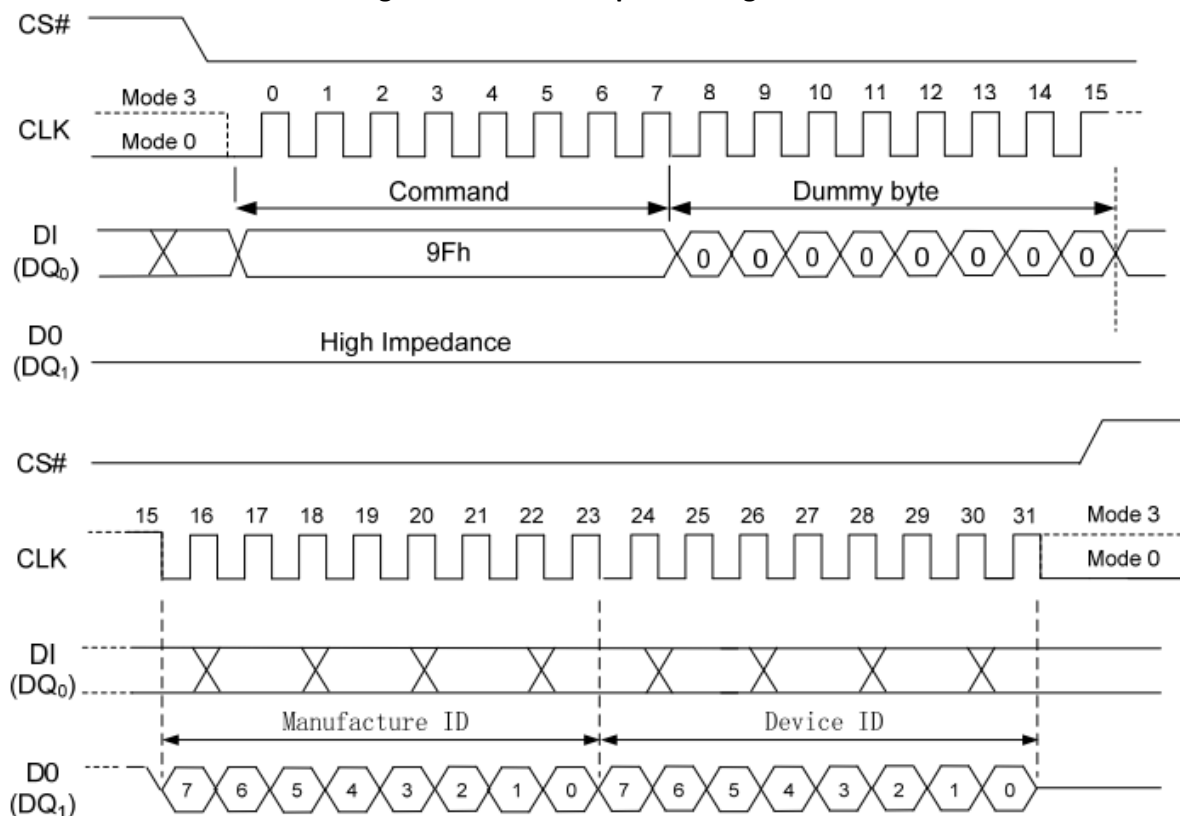 CS#
Mode 3 0 1 2 3 4 5 6 7 8 9 10 11 12 13 14 15
CLK
Mode 0
Command Dummy byte
DI
(DQ0) 9Fh 0 0 0 0 0 0 0 0
D0
(DQ1) High Impedance
CS#
15 16 17 18 19 20 21 22 23 24 25 26 27 28 29 30 31 Mode 3
CLK Mode 0
DI
(DQ0)
Manufacture ID Device ID
D0
(DQ1) 7 6 5 4 3 2 1 0 7 6 5 4 3 2 1 0